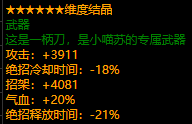 ★★★★★★维度结晶
武器
这是一柄刀，是小喵苏的专属武器
攻击：+3911
绝招冷却时间：-18%
招架：+4081
气血：+20%
绝招释放时间：-21%